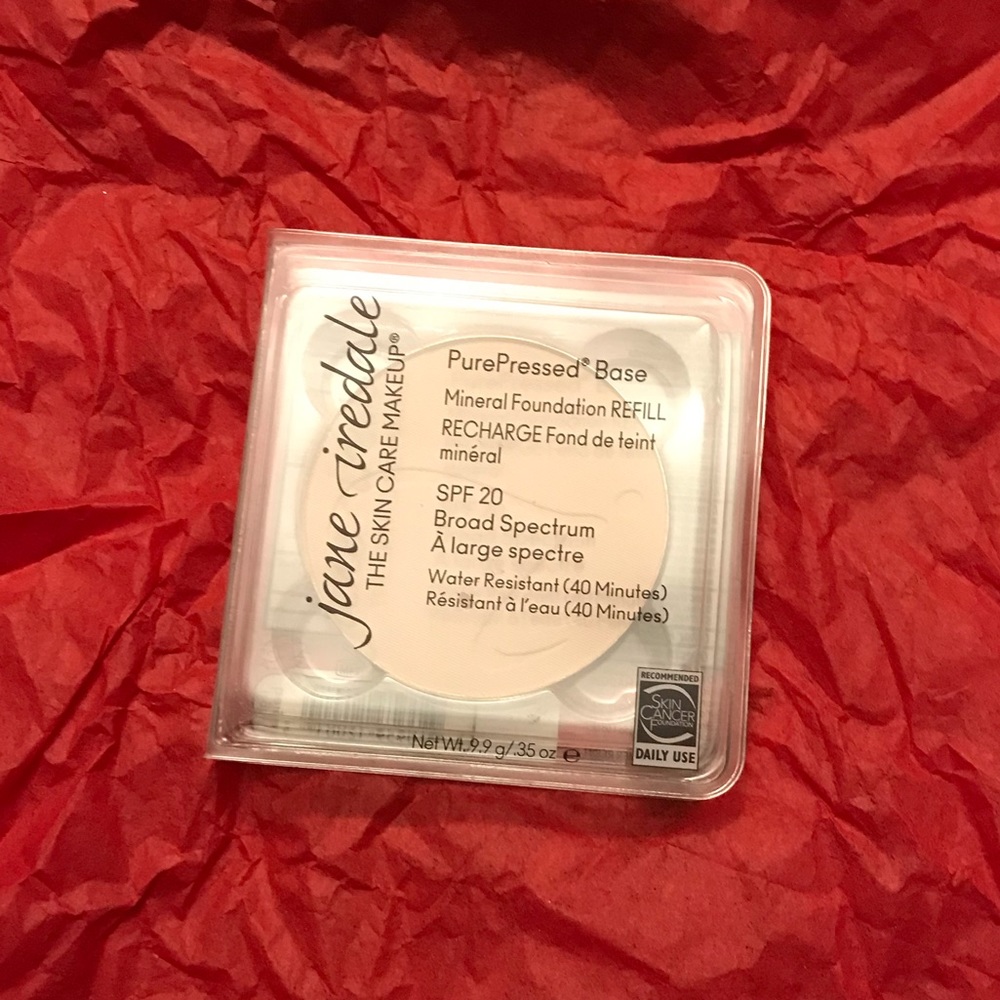 jane iredale
THE SKIN CARE MAKEUP®
PurePressed® Base
Mineral Foundation REFILL
RECHARGE Fond de teint
minéral
SPF 20
Broad Spectrum
À large spectre
Water Resistant (40 Minutes)
Résistant à l'eau (40 Minutes)
Net Wt. 9.9 g/.35 oz ℮
RECOMMENDED
SKIN
CANCER
FOUNDATION
DAILY USE